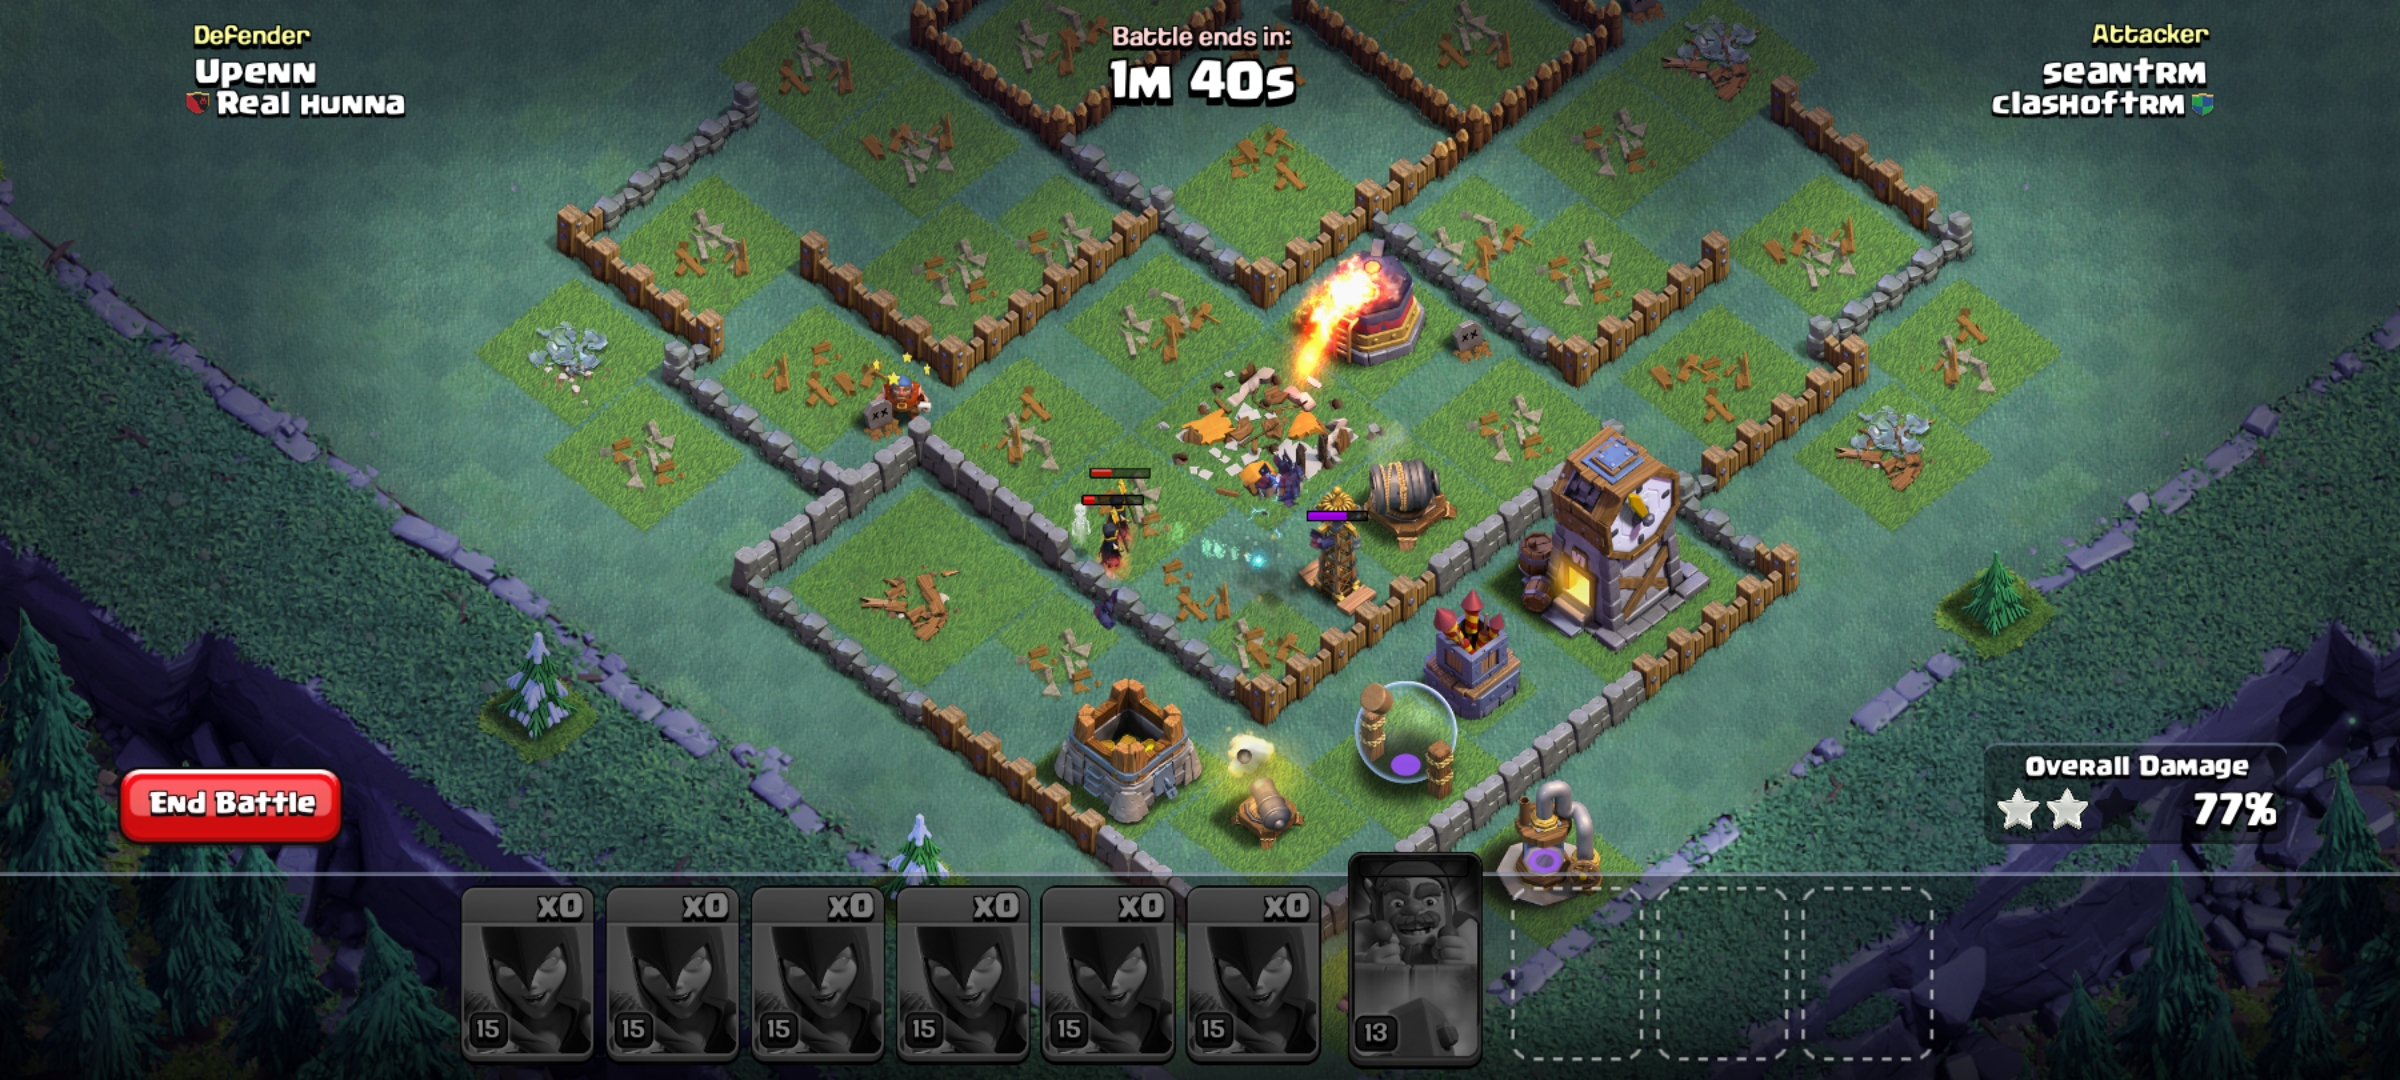 Defender
Upenn
Real Hunna
Battle ends in:
1m 40s
Attacker
seantrm
clashoftrm
End Battle
Overall Damage
77%
x0
x0
x0
x0
x0
x0
15
15
15
15
15
15
13